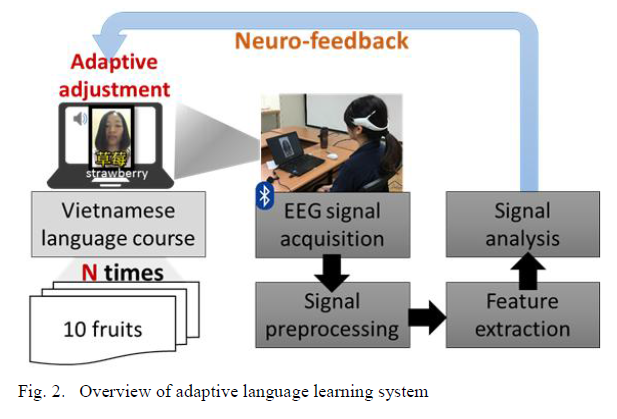 Neuro-feedback
Adaptive
adjustment
草莓
strawberry
Vietnamese
language course
N times
10 fruits
EEG signal
acquisition
Signal
preprocessing
Feature
extraction
Signal
analysis
Fig. 2. Overview of adaptive language learning system